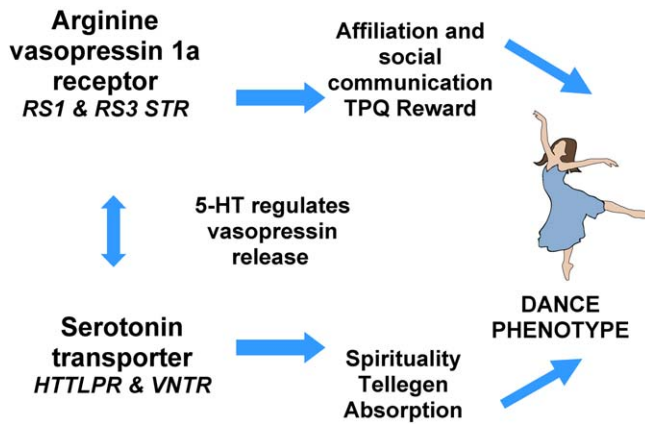 Arginine
vasopressin 1a
receptor
RS1 & RS3 STR
Affiliation and
social
communication
TPQ Reward
5-HT regulates
vasopressin
release
DANCE
PHENOTYPE
Serotonin
transporter
HTTLPR & VNTR
Spirituality
Tellegen
Absorption